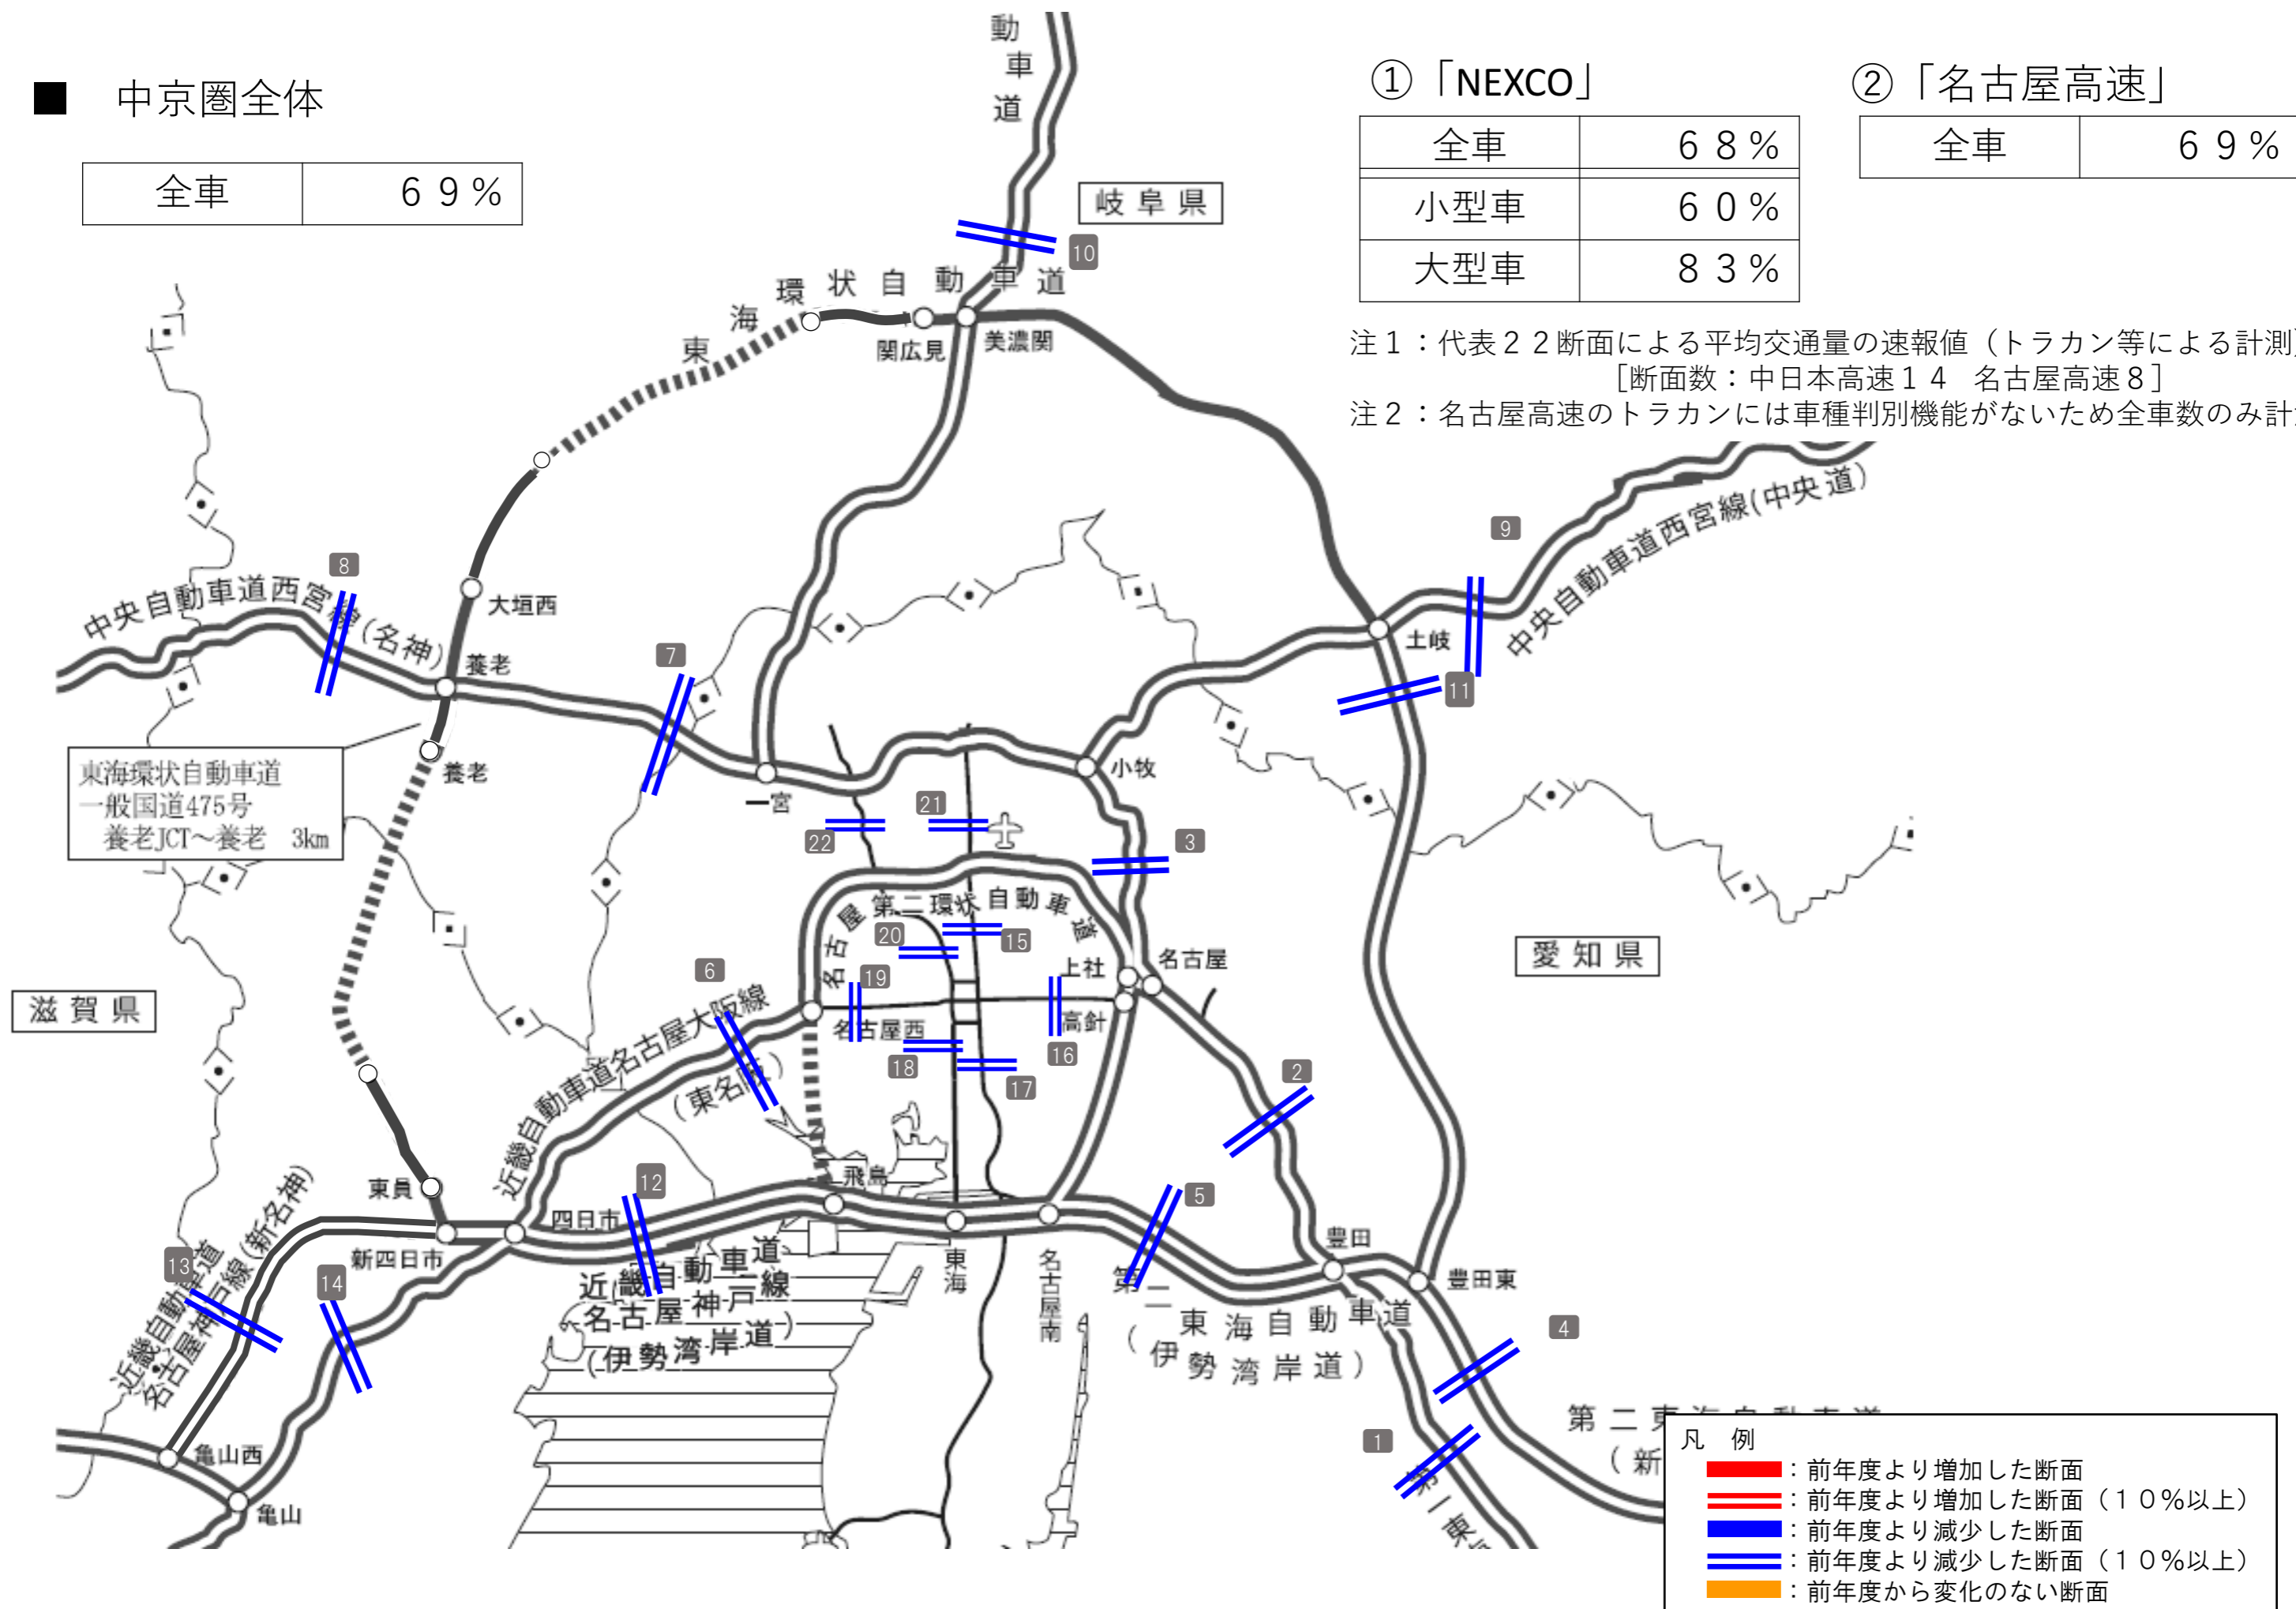 ■ 中京圏全体
全車 69%
①「NEXCO」
全車 68%
小型車 60%
大型車 83%
②「名古屋高速」
全車 69%
注1：代表22断面による平均交通量の速報値（トラカン等による計測）
［断面数：中日本高速14 名古屋高速8］
注2：名古屋高速のトラカンには車種判別機能がないため全車数のみ計
動車道
岐阜県
10
東海環状自動車道
関広見
美濃関
9
中央自動車道西宮線(中央道)
8
中央自動車道西宮線(名神)
大垣西
養老
7
土岐
11
東海環状自動車道
一般国道475号
養老JCT～養老 3km
養老
一宮
小牧
21
22
3
名古屋第二環状自動車道
20
15
19
6
上社
名古屋
愛知県
滋賀県
名古屋西
高針
16
18
17
2
近畿自動車道名古屋大阪線
(東名阪)
東員
飛島
12
5
四日市
新四日市
豊田
豊田東
13
14
近畿自動車道
名古屋神戸線(新名神)
近畿自動車道
名古屋神戸線
(伊勢湾岸道)
東海
名古屋南
第二東海自動車道
(伊勢湾岸道)
4
1
亀山西
亀山
第二東海自動車道
(新
第一東
凡 例
：前年度より増加した断面
：前年度より増加した断面（10%以上）
：前年度より減少した断面
：前年度より減少した断面（10%以上）
：前年度から変化のない断面